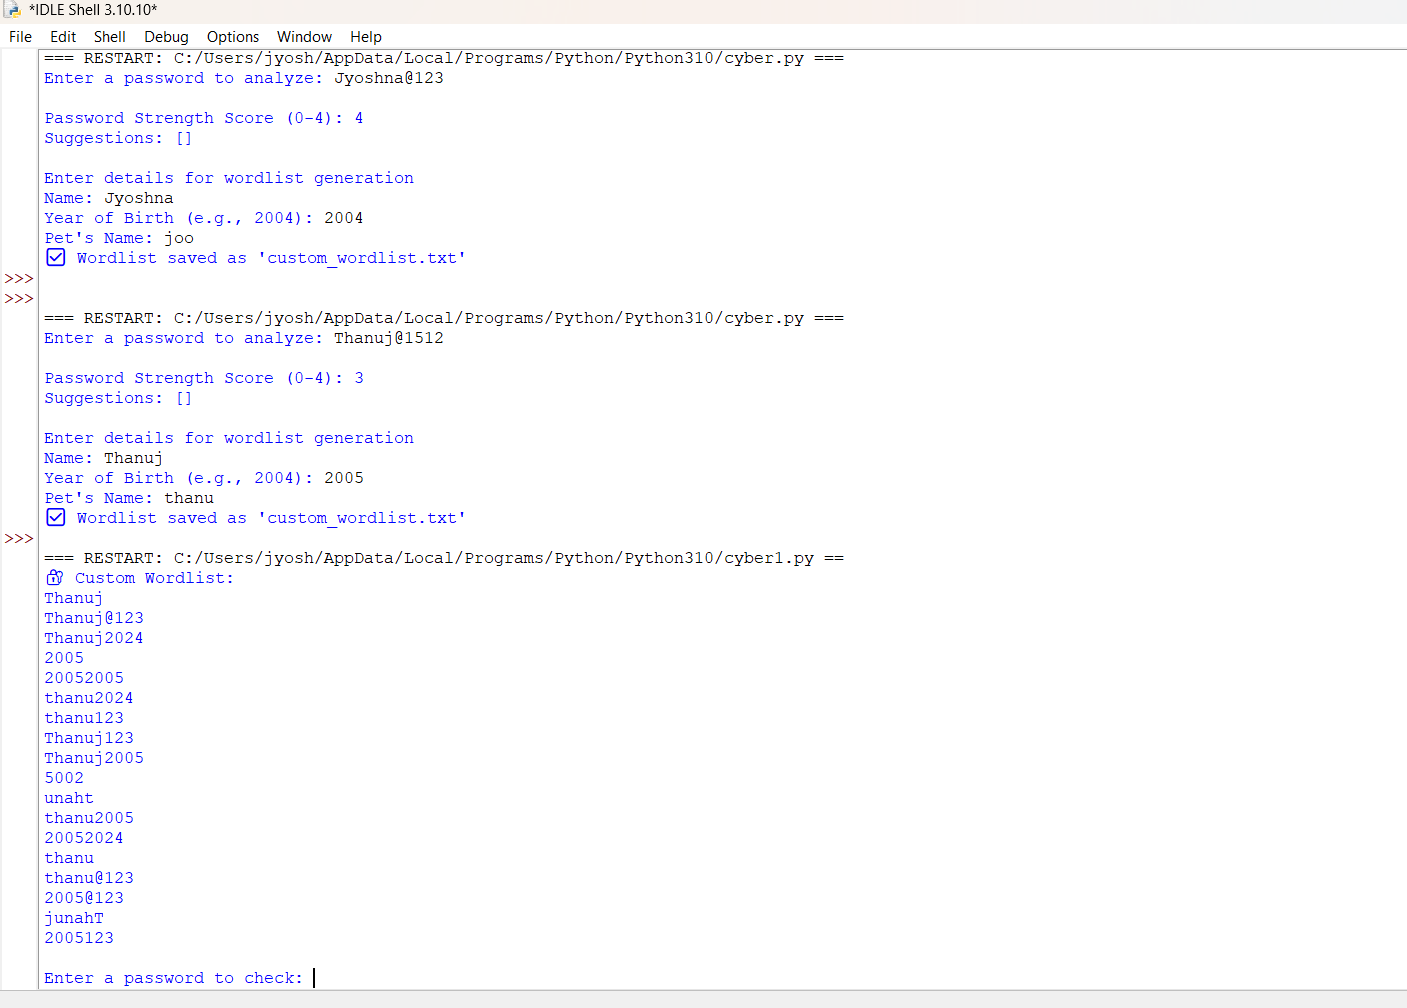 *IDLE Shell 3.10.10*
File Edit Shell Debug Options Window Help
=== RESTART: C:/Users/jyosh/AppData/Local/Programs/Python/Python310/cyber.py ===
Enter a password to analyze: Jyoshna@123
Password Strength Score (0-4): 4
Suggestions: []
Enter details for wordlist generation
Name: Jyoshna
Year of Birth (e.g., 2004): 2004
Pet's Name: joo
☑ Wordlist saved as 'custom_wordlist.txt'
>>>
>>>
=== RESTART: C:/Users/jyosh/AppData/Local/Programs/Python/Python310/cyber.py ===
Enter a password to analyze: Thanuj@1512
Password Strength Score (0-4): 3
Suggestions: []
Enter details for wordlist generation
Name: Thanuj
Year of Birth (e.g., 2004): 2005
Pet's Name: thanu
☑ Wordlist saved as 'custom_wordlist.txt'
>>>
=== RESTART: C:/Users/jyosh/AppData/Local/Programs/Python/Python310/cyber1.py ==
🔐 Custom Wordlist:
Thanuj
Thanuj@123
Thanuj2024
2005
20052005
thanu2024
thanu123
Thanuj123
Thanuj2005
5002
unaht
thanu2005
20052024
thanu
thanu@123
2005@123
junahT
2005123
Enter a password to check: